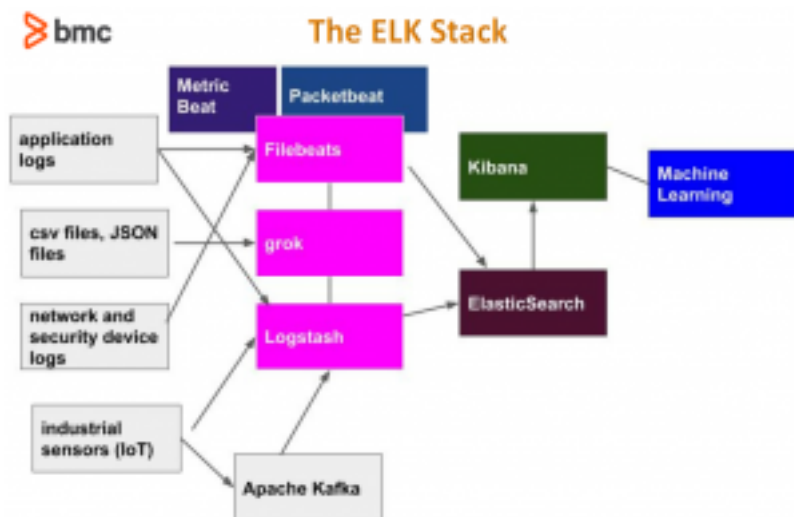 bmc
The ELK Stack
Metric
Beat
Packetbeat
application
logs
Filebeats
Kibana
Machine
Learning
csv files, JSON
files
grok
network and
security device
logs
Logstash
ElasticSearch
industrial
sensors (IoT)
Apache Kafka